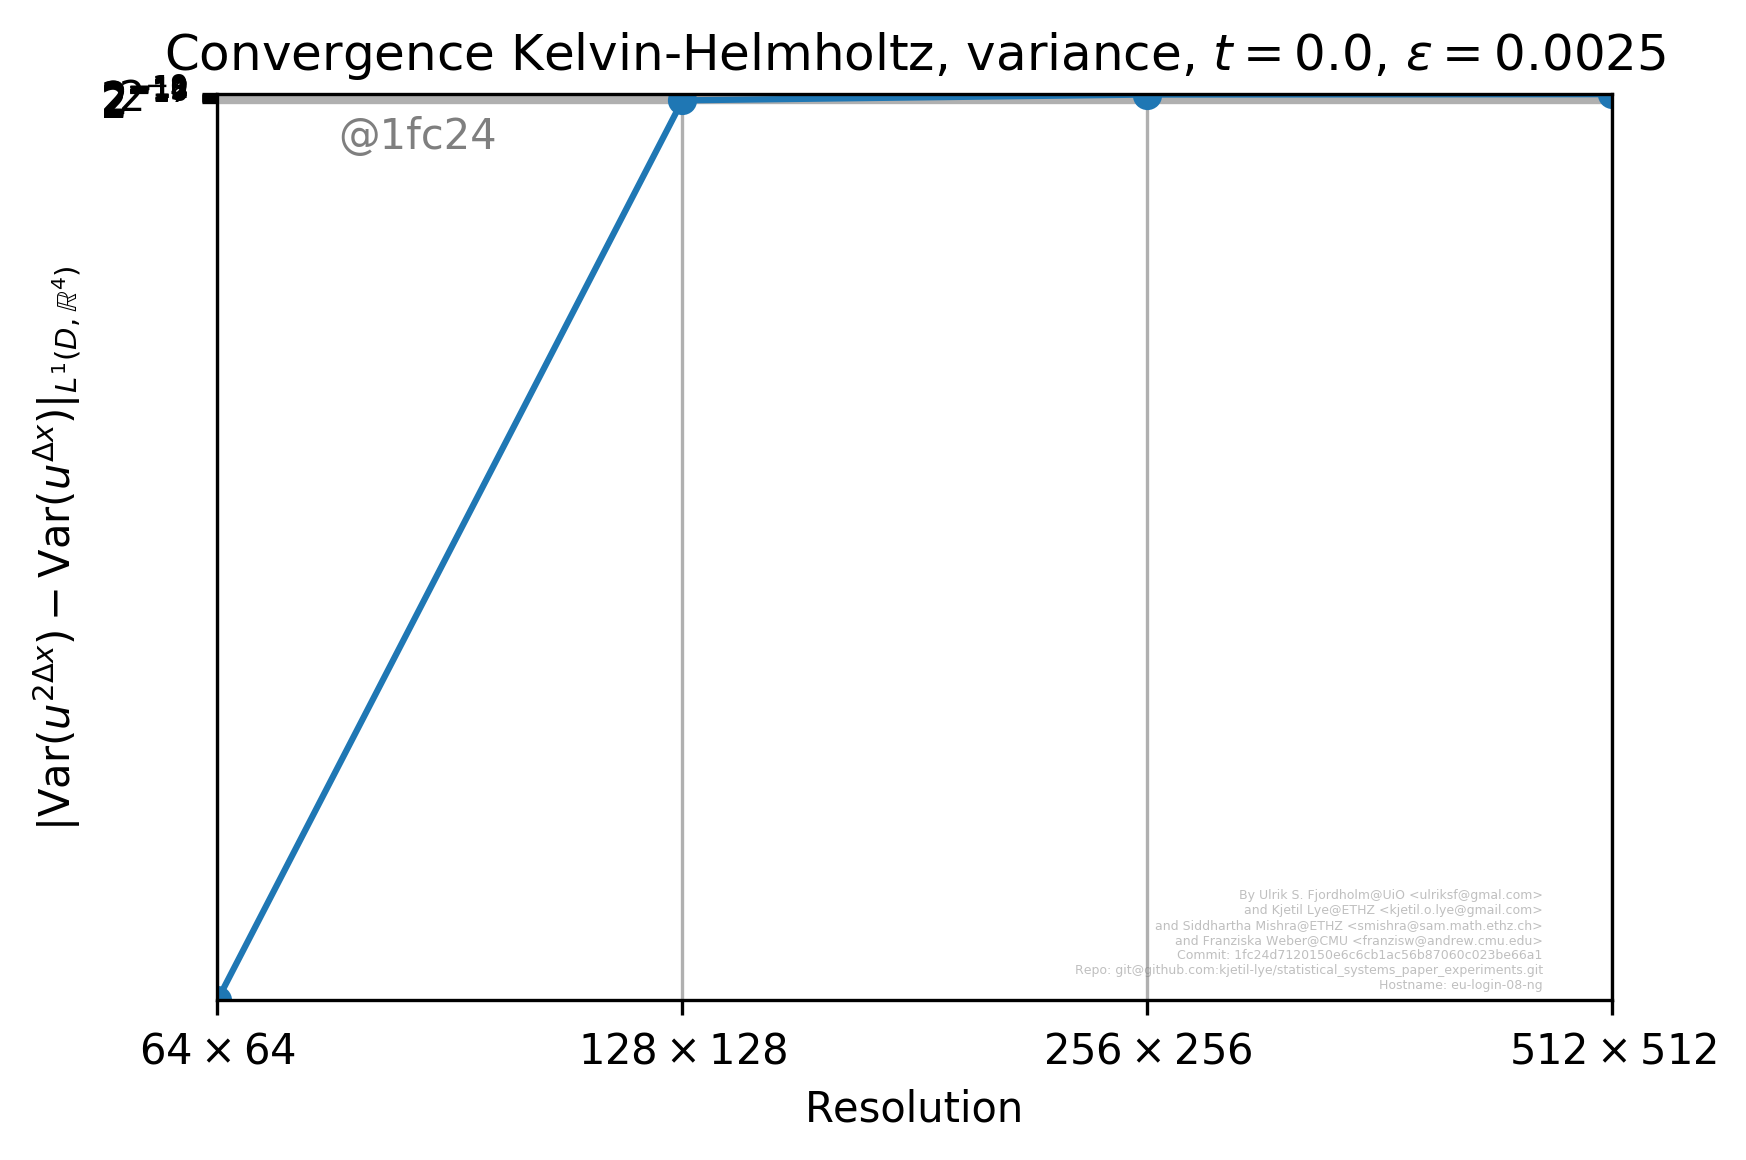 Convergence Kelvin-Helmholtz, variance, t = 0.0, ε = 0.0025
@1fc24
|Var(u^{2Δx}) − Var(u^{Δx})|_{L^1(D, ℝ^4)}
By Ulrik S. Fjordholm@UiO <ulriksf@gmal.com>
and Kjetil Lye@ETHZ <kjetil.o.lye@gmail.com>
and Siddhartha Mishra@ETHZ <smishra@sam.math.ethz.ch>
and Franziska Weber@CMU <franzisw@andrew.cmu.edu>
Commit: 1fc24d7120150e6c6cb1ac56b87060c023be66a1
Repo: git@github.com:kjetil-lye/statistical_systems_paper_experiments.git
Hostname: eu-login-08-ng
64 × 64 128 × 128 256 × 256 512 × 512
Resolution